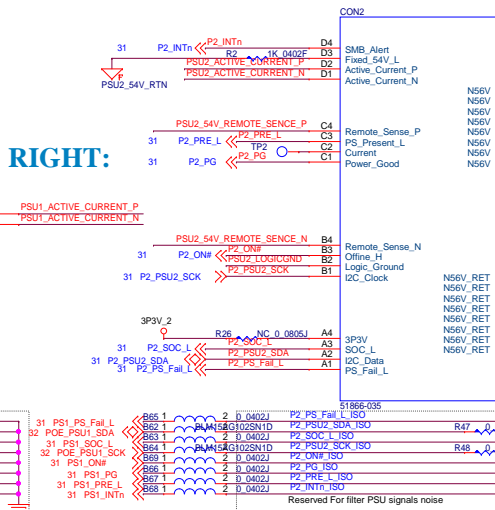 CON2
31 P2_INTn P2_INTn D4 SMB_Alert
R2 1K_0402F D3 Fixed_54V_L
PSU2_ACTIVE_CURRENT_P D2 Active_Current_P
PSU2_ACTIVE_CURRENT_N D1 Active_Current_N
PSU2_54V_RTN
N56V
N56V
N56V
N56V
N56V
N56V
N56V
N56V
PSU2_54V_REMOTE_SENCE_P C4 Remote_Sense_P
31 P2_PRE_L P2_PRE_L C3 PS_Present_L
TP2 C2 Current
31 P2_PG P2_PG C1 Power_Good
RIGHT:
PSU1_ACTIVE_CURRENT_P
PSU1_ACTIVE_CURRENT_N
PSU2_54V_REMOTE_SENCE_N B4 Remote_Sense_N
31 P2_ON# P2_ON# B3 Offine_H
PSU2_LOGICGND B2 Logic_Ground
31 P2_PSU2_SCK P2_PSU2_SCK B1 I2C_Clock
N56V_RET
N56V_RET
N56V_RET
N56V_RET
N56V_RET
N56V_RET
N56V_RET
N56V_RET
3P3V_2
R26 NC_0_0805J A4 3P3V
31 P2_SOC_L P2_SOC_L A3 SOC_L
31 P2_PSU2_SDA P2_PSU2_SDA A2 I2C_Data
31 P2_PS_Fail_L P2_PS_Fail_L A1 PS_Fail_L
51866-035
31 PS1_PS_Fail_L B65 1 2 0_0402J P2_PS_Fail_L_ISO
32 POE_PSU1_SDA B62 1 2 BLM15AG102SN1D P2_PSU2_SDA_ISO R47 0
31 PS1_SOC_L B63 1 2 0_0402J P2_SOC_L_ISO
32 POE_PSU1_SCK B64 1 2 BLM15AG102SN1D P2_PSU2_SCK_ISO R48 0
31 PS1_ON# B69 1 2 0_0402J P2_ON#_ISO
31 PS1_PG B66 1 2 0_0402J P2_PG_ISO
31 PS1_PRE_L B67 1 2 0_0402J P2_PRE_L_ISO
31 PS1_INTn B68 1 2 0_0402J P2_INTn_ISO
Reserved For filter PSU signals noise